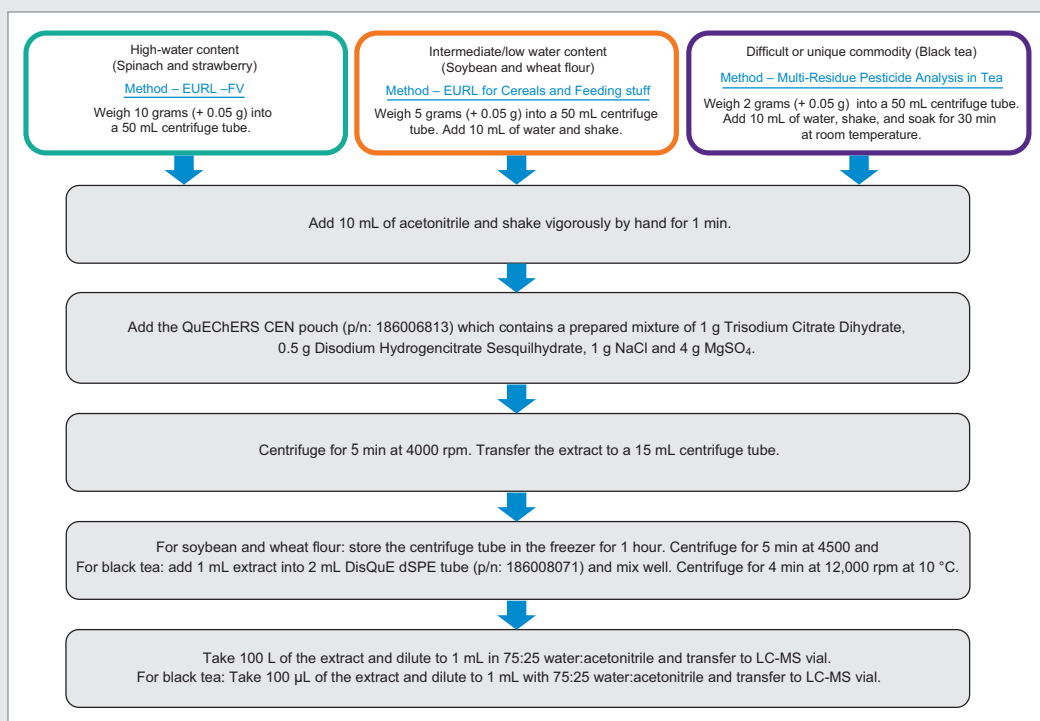 High-water content
(Spinach and strawberry)
Method – EURL –FV
Weigh 10 grams (+ 0.05 g) into
a 50 mL centrifuge tube.
Intermediate/low water content
(Soybean and wheat flour)
Method – EURL for Cereals and Feeding stuff
Weigh 5 grams (+ 0.05 g) into a 50 mL centrifuge
tube. Add 10 mL of water and shake.
Difficult or unique commodity (Black tea)
Method – Multi-Residue Pesticide Analysis in Tea
Weigh 2 grams (+ 0.05 g) into a 50 mL centrifuge tube.
Add 10 mL of water, shake, and soak for 30 min
at room temperature.
Add 10 mL of acetonitrile and shake vigorously by hand for 1 min.
Add the QuEChERS CEN pouch (p/n: 186006813) which contains a prepared mixture of 1 g Trisodium Citrate Dihydrate,
0.5 g Disodium Hydrogencitrate Sesquilhydrate, 1 g NaCl and 4 g MgSO₄.
Centrifuge for 5 min at 4000 rpm. Transfer the extract to a 15 mL centrifuge tube.
For soybean and wheat flour: store the centrifuge tube in the freezer for 1 hour. Centrifuge for 5 min at 4500 and
For black tea: add 1 mL extract into 2 mL DisQuE dSPE tube (p/n: 186008071) and mix well. Centrifuge for 4 min at 12,000 rpm at 10 °C.
Take 100 L of the extract and dilute to 1 mL in 75:25 water:acetonitrile and transfer to LC-MS vial.
For black tea: Take 100 µL of the extract and dilute to 1 mL with 75:25 water:acetonitrile and transfer to LC-MS vial.